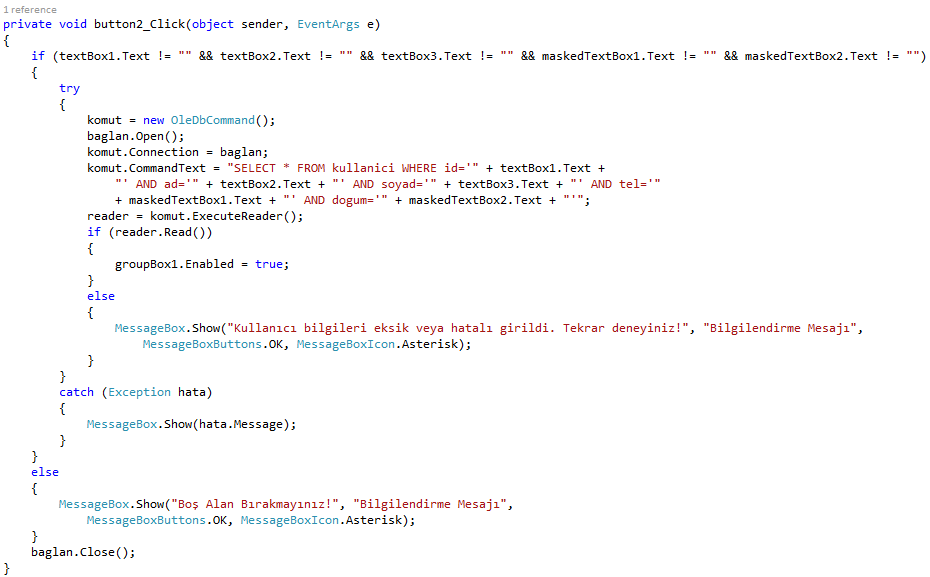 1 reference
private void button2_Click(object sender, EventArgs e)
{
    if (textBox1.Text != "" && textBox2.Text != "" && textBox3.Text != "" && maskedTextBox1.Text != "" && maskedTextBox2.Text != "")
    {
        try
        {
            komut = new OleDbCommand();
            baglan.Open();
            komut.Connection = baglan;
            komut.CommandText = "SELECT * FROM kullanici WHERE id='" + textBox1.Text +
                "' AND ad='" + textBox2.Text + "' AND soyad='" + textBox3.Text + "' AND tel='"
                + maskedTextBox1.Text + "' AND dogum='" + maskedTextBox2.Text + "'";
            reader = komut.ExecuteReader();
            if (reader.Read())
            {
                groupBox1.Enabled = true;
            }
            else
            {
                MessageBox.Show("Kullanıcı bilgileri eksik veya hatalı girildi. Tekrar deneyiniz!", "Bilgilendirme Mesajı",
                    MessageBoxButtons.OK, MessageBoxIcon.Asterisk);
            }
        }
        catch (Exception hata)
        {
            MessageBox.Show(hata.Message);
        }
    }
    else
    {
        MessageBox.Show("Boş Alan Bırakmayınız!", "Bilgilendirme Mesajı",
            MessageBoxButtons.OK, MessageBoxIcon.Asterisk);
    }
    baglan.Close();
}